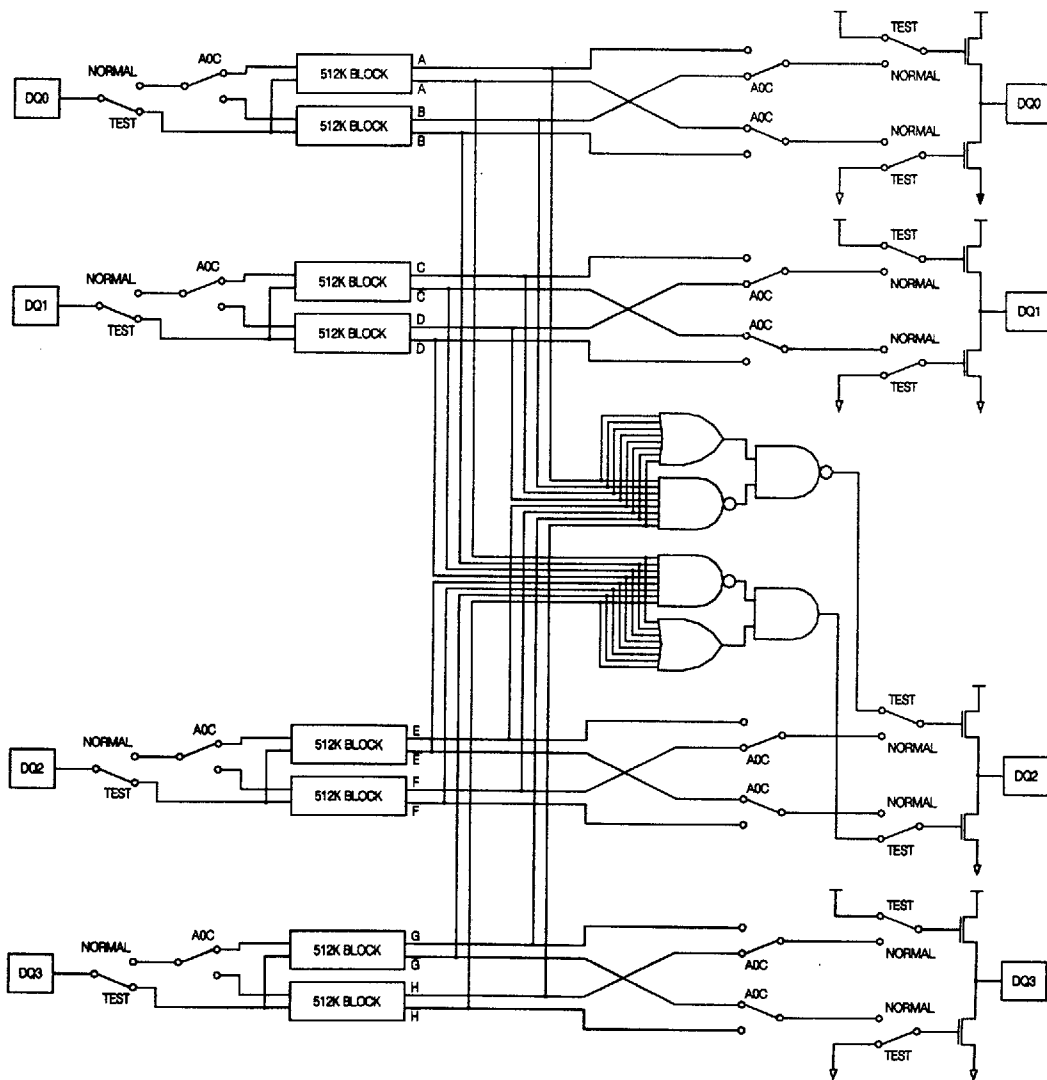 TEST
A0C
A
NORMAL
512K BLOCK
A
A0C
NORMAL
DQ0
B
DQ0
TEST
512K BLOCK
A0C
B
NORMAL
TEST
TEST
A0C
C
NORMAL
512K BLOCK
C
A0C
NORMAL
DQ1
D
DQ1
TEST
512K BLOCK
A0C
D
NORMAL
TEST
TEST
A0C
E
NORMAL
512K BLOCK
E
A0C
NORMAL
DQ2
F
DQ2
TEST
512K BLOCK
A0C
F
NORMAL
TEST
TEST
A0C
G
NORMAL
512K BLOCK
G
A0C
NORMAL
DQ3
H
DQ3
TEST
512K BLOCK
A0C
H
NORMAL
TEST